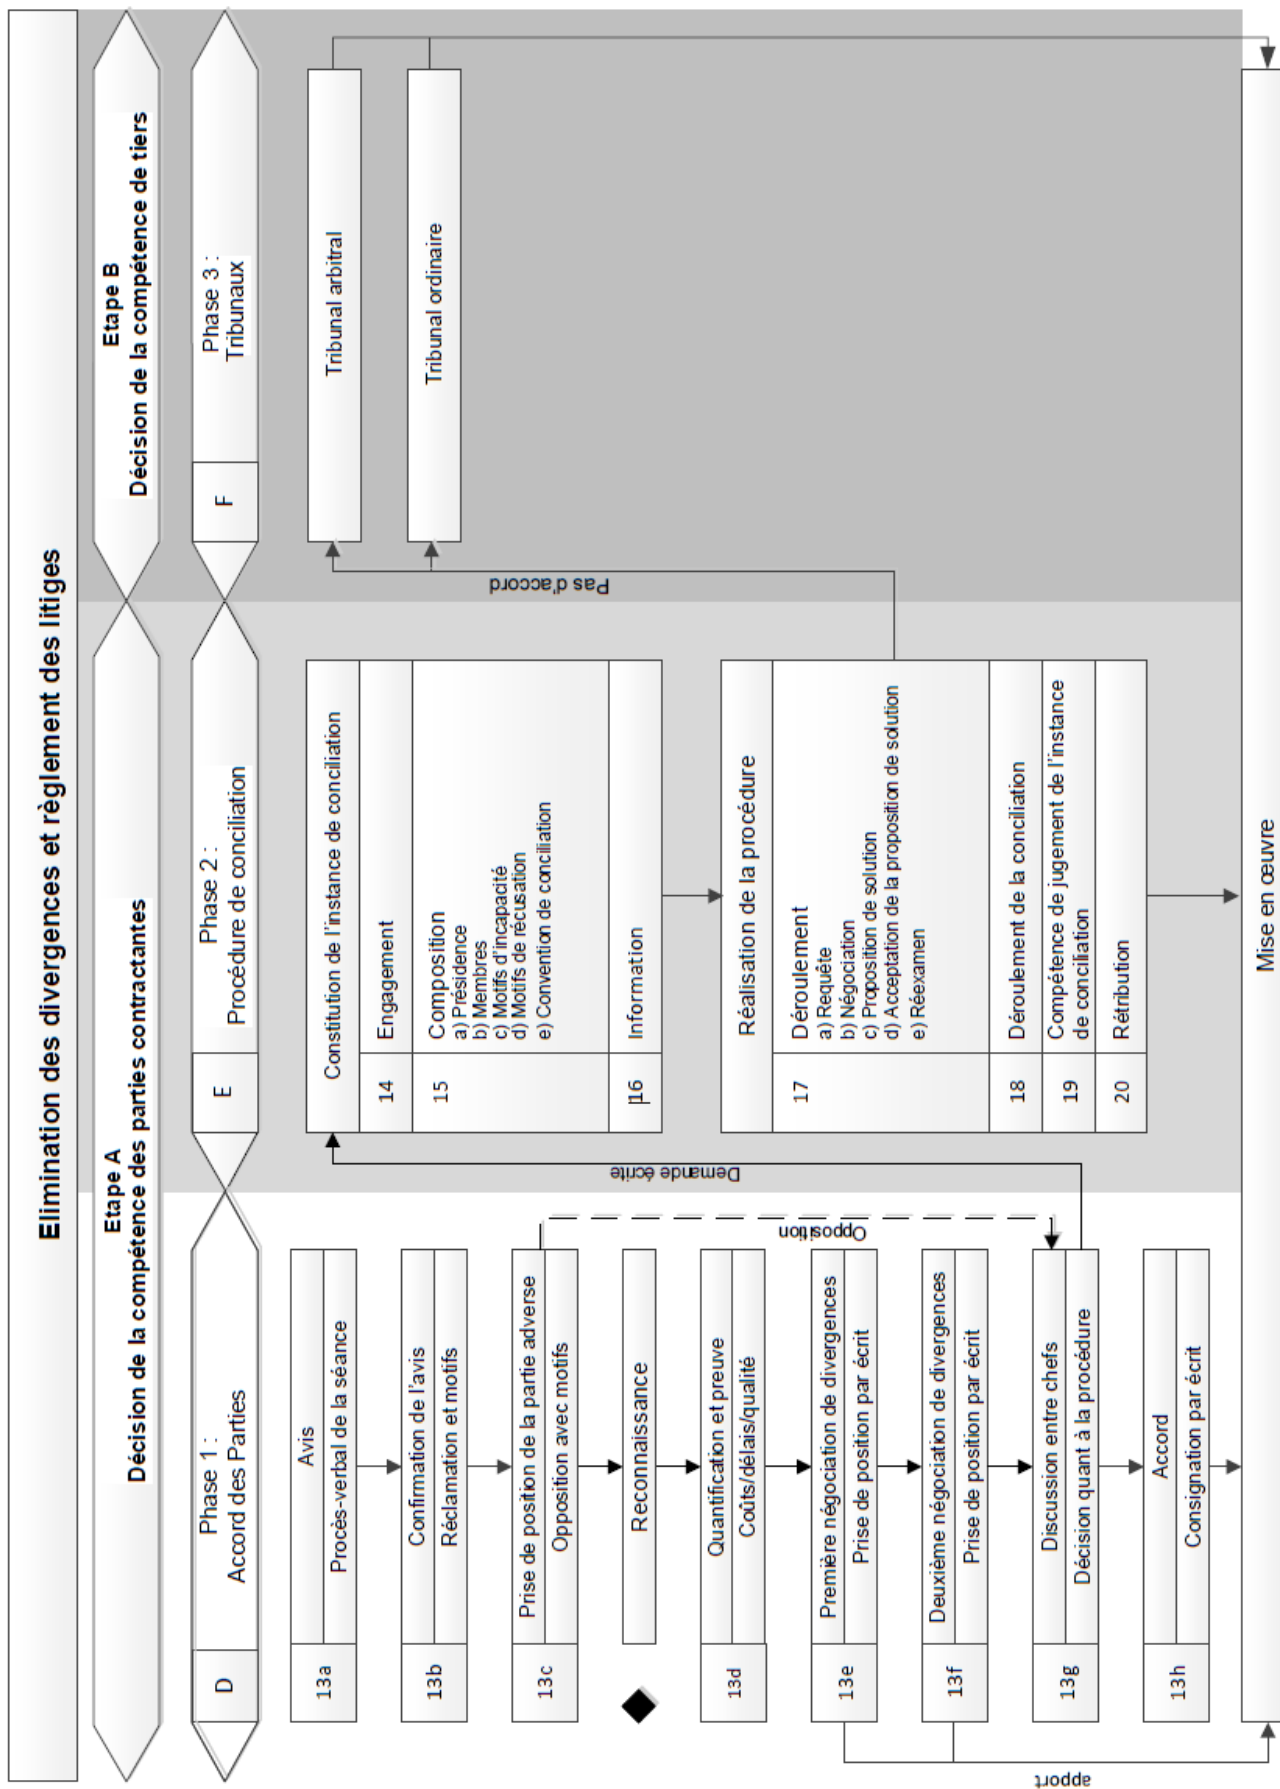 Elimination des divergences et règlement des litiges
Etape A
Décision de la compétence des parties contractantes
Etape B
Décision de la compétence de tiers
D
Phase 1 :
Accord des Parties
E
Phase 2 :
Procédure de conciliation
F
Phase 3 :
Tribunaux
13a
Avis
Procès-verbal de la séance
13b
Confirmation de l'avis
Réclamation et motifs
13c
Prise de position de la partie adverse
Opposition avec motifs
Reconnaissance
13d
Quantification et preuve
Coûts/délais/qualité
13e
Première négociation de divergences
Prise de position par écrit
13f
Deuxième négociation de divergences
Prise de position par écrit
13g
Discussion entre chefs
Décision quant à la procédure
13h
Accord
Consignation par écrit
apport
Opposition
Demande écrite
Constitution de l'instance de conciliation
14
Engagement
15
Composition
a) Présidence
b) Membres
c) Motifs d'incapacité
d) Motifs de récusation
e) Convention de conciliation
16
Information
Réalisation de la procédure
17
Déroulement
a) Requête
b) Négociation
c) Proposition de solution
d) Acceptation de la proposition de solution
e) Réexamen
18
Déroulement de la conciliation
19
Compétence de jugement de l'instance
de conciliation
20
Rétribution
Pas d'accord
Tribunal arbitral
Tribunal ordinaire
Mise en œuvre